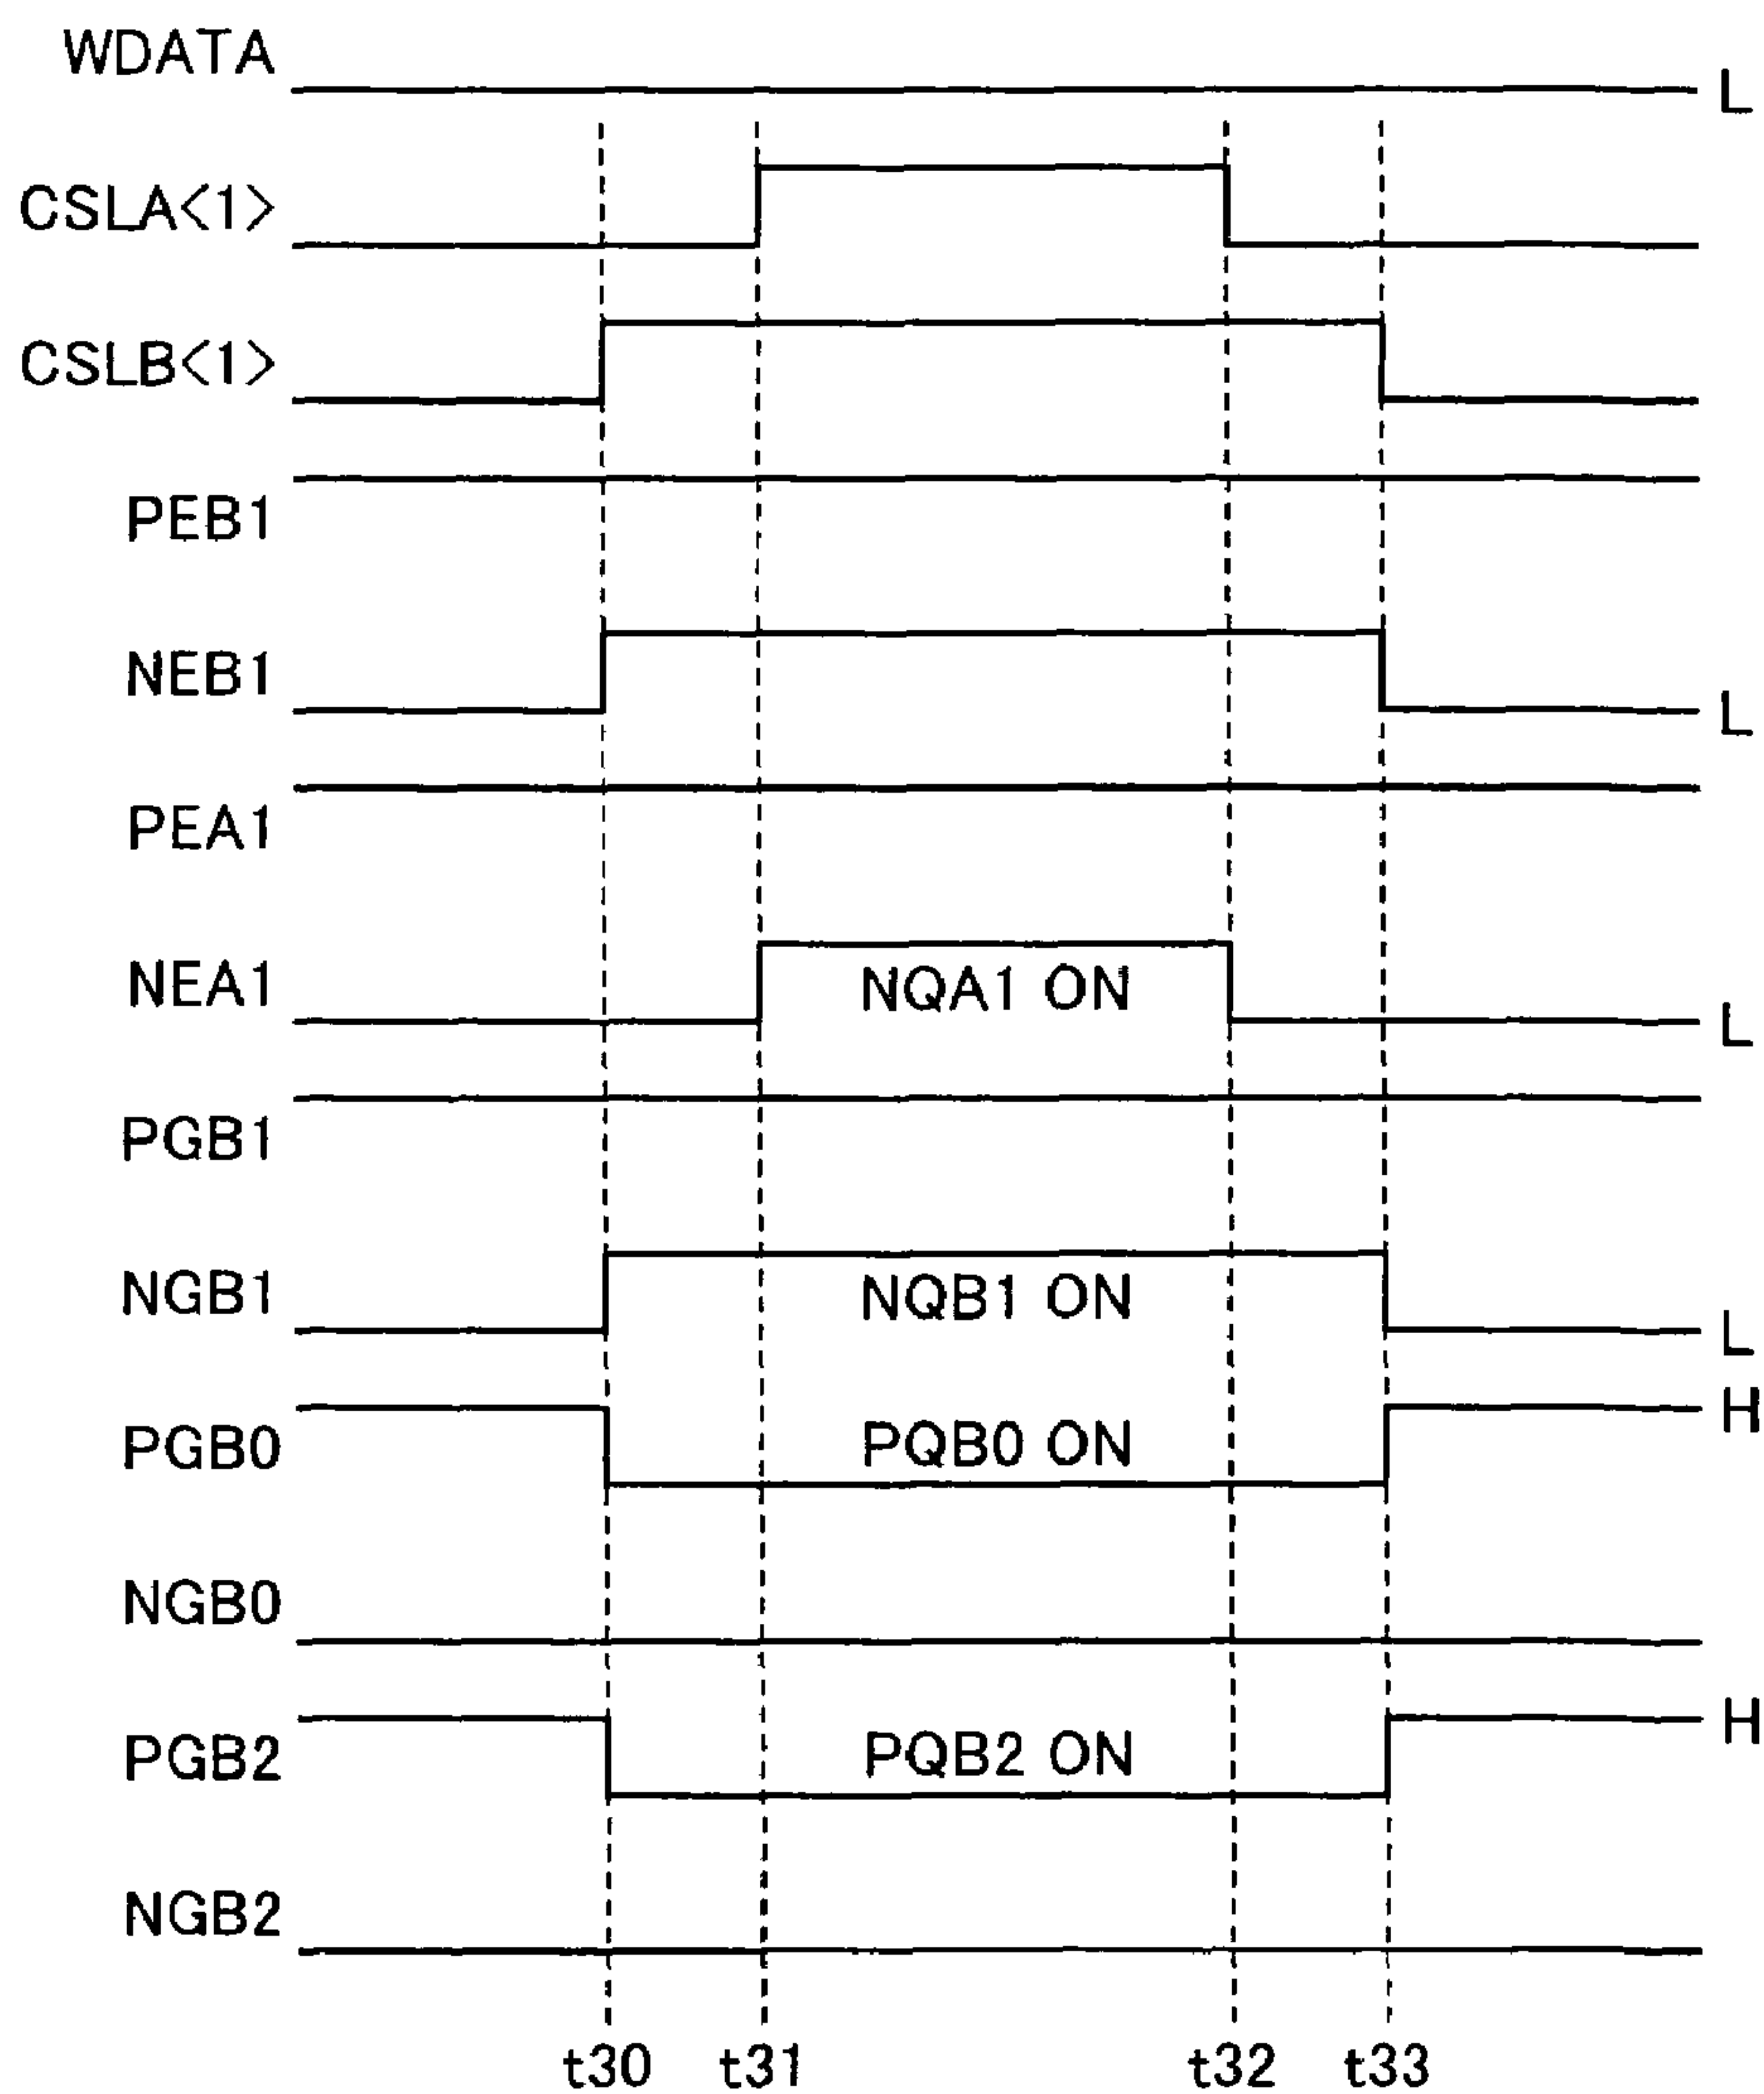 WDATA L
CSLA<1>
CSLB<1>
PEB1
NEB1 L
PEA1
NEA1 NQA1 ON L
PGB1
NGB1 NQB1 ON L
PGB0 PQB0 ON H
NGB0
PGB2 PQB2 ON H
NGB2
t30 t31 t32 t33